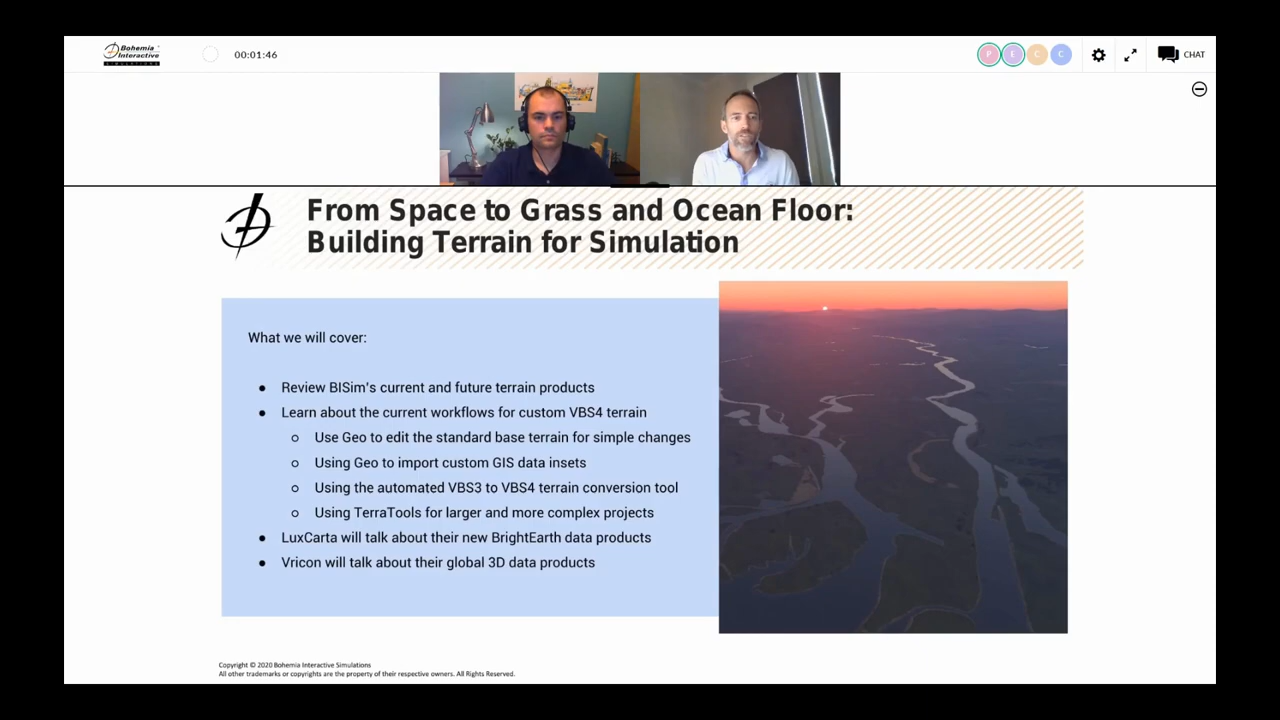 Bohemia
Interactive
SIMULATIONS
00:01:46
P E C C
CHAT
From Space to Grass and Ocean Floor:
Building Terrain for Simulation
What we will cover:
● Review BISim's current and future terrain products
● Learn about the current workflows for custom VBS4 terrain
○ Use Geo to edit the standard base terrain for simple changes
○ Using Geo to import custom GIS data insets
○ Using the automated VBS3 to VBS4 terrain conversion tool
○ Using TerraTools for larger and more complex projects
● LuxCarta will talk about their new BrightEarth data products
● Vricon will talk about their global 3D data products
Copyright © 2020 Bohemia Interactive Simulations
All other trademarks or copyrights are the property of their respective owners. All Rights Reserved.